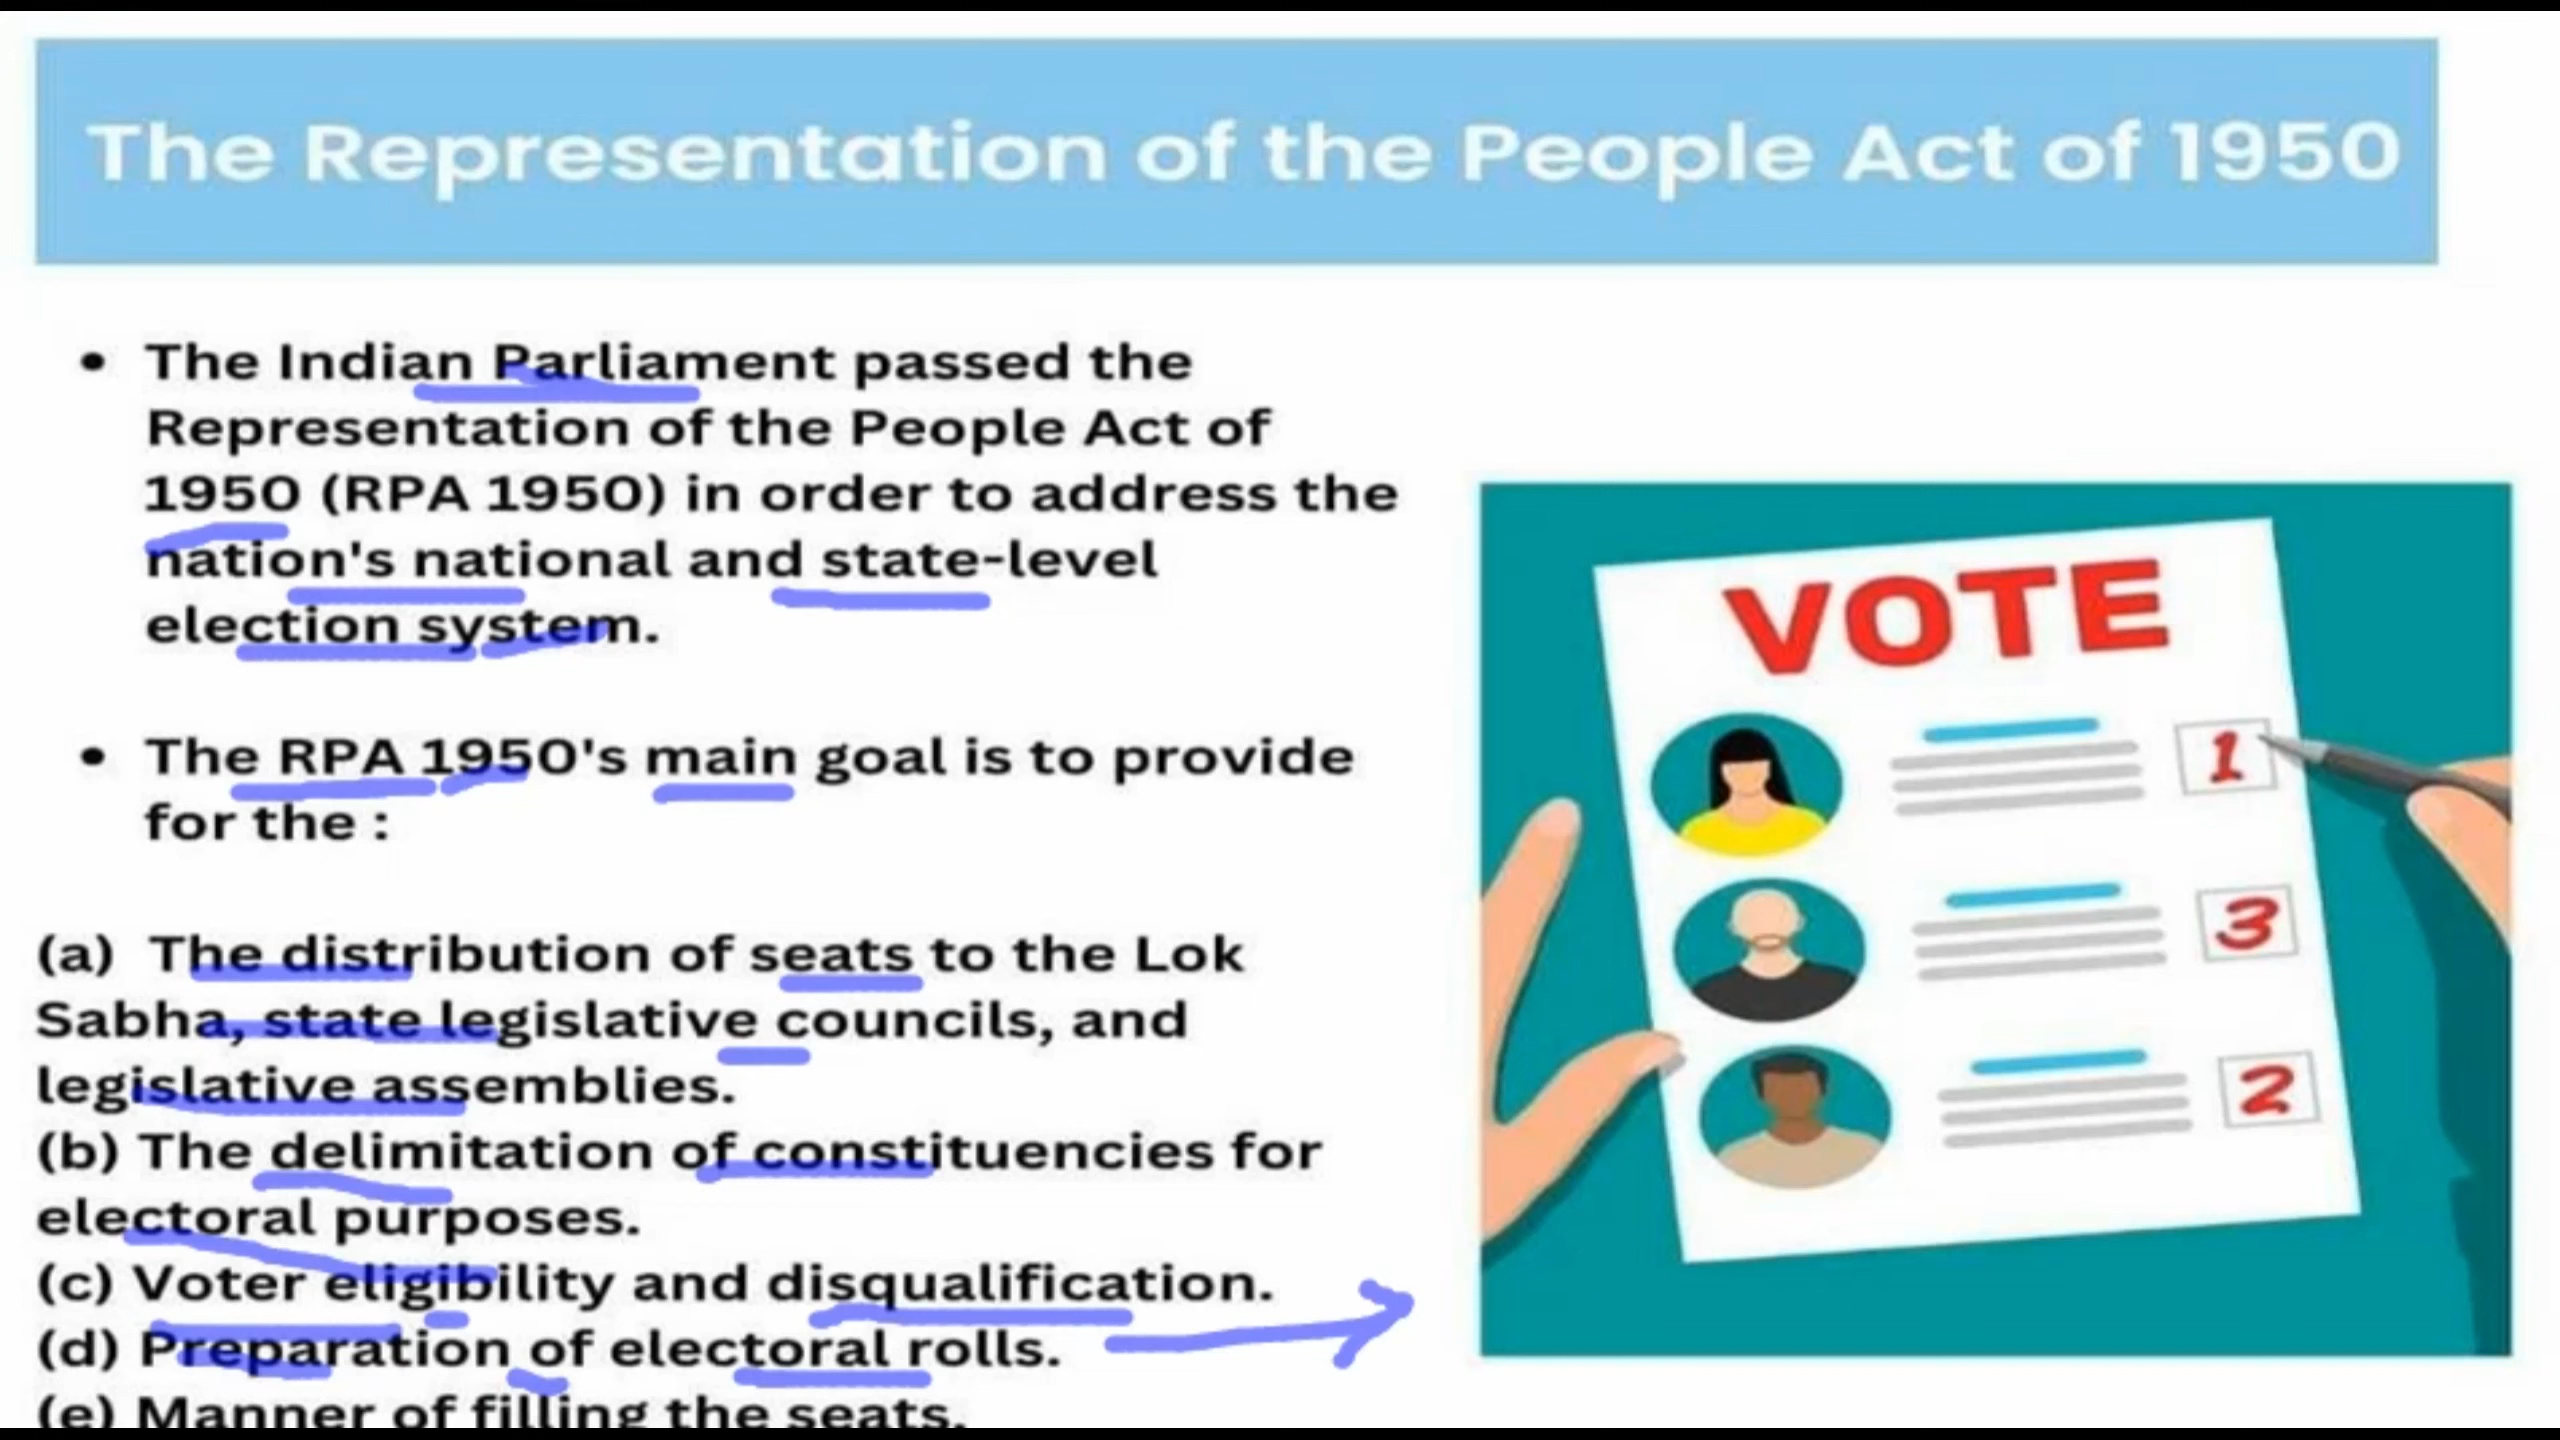 The Representation of the People Act of 1950
• The Indian Parliament passed the
Representation of the People Act of
1950 (RPA 1950) in order to address the
nation's national and state-level
election system.
• The RPA 1950's main goal is to provide
for the :
(a) The distribution of seats to the Lok
Sabha, state legislative councils, and
legislative assemblies.
(b) The delimitation of constituencies for
electoral purposes.
(c) Voter eligibility and disqualification.
(d) Preparation of electoral rolls.
(e) Manner of filling the seats.
VOTE
1
3
2